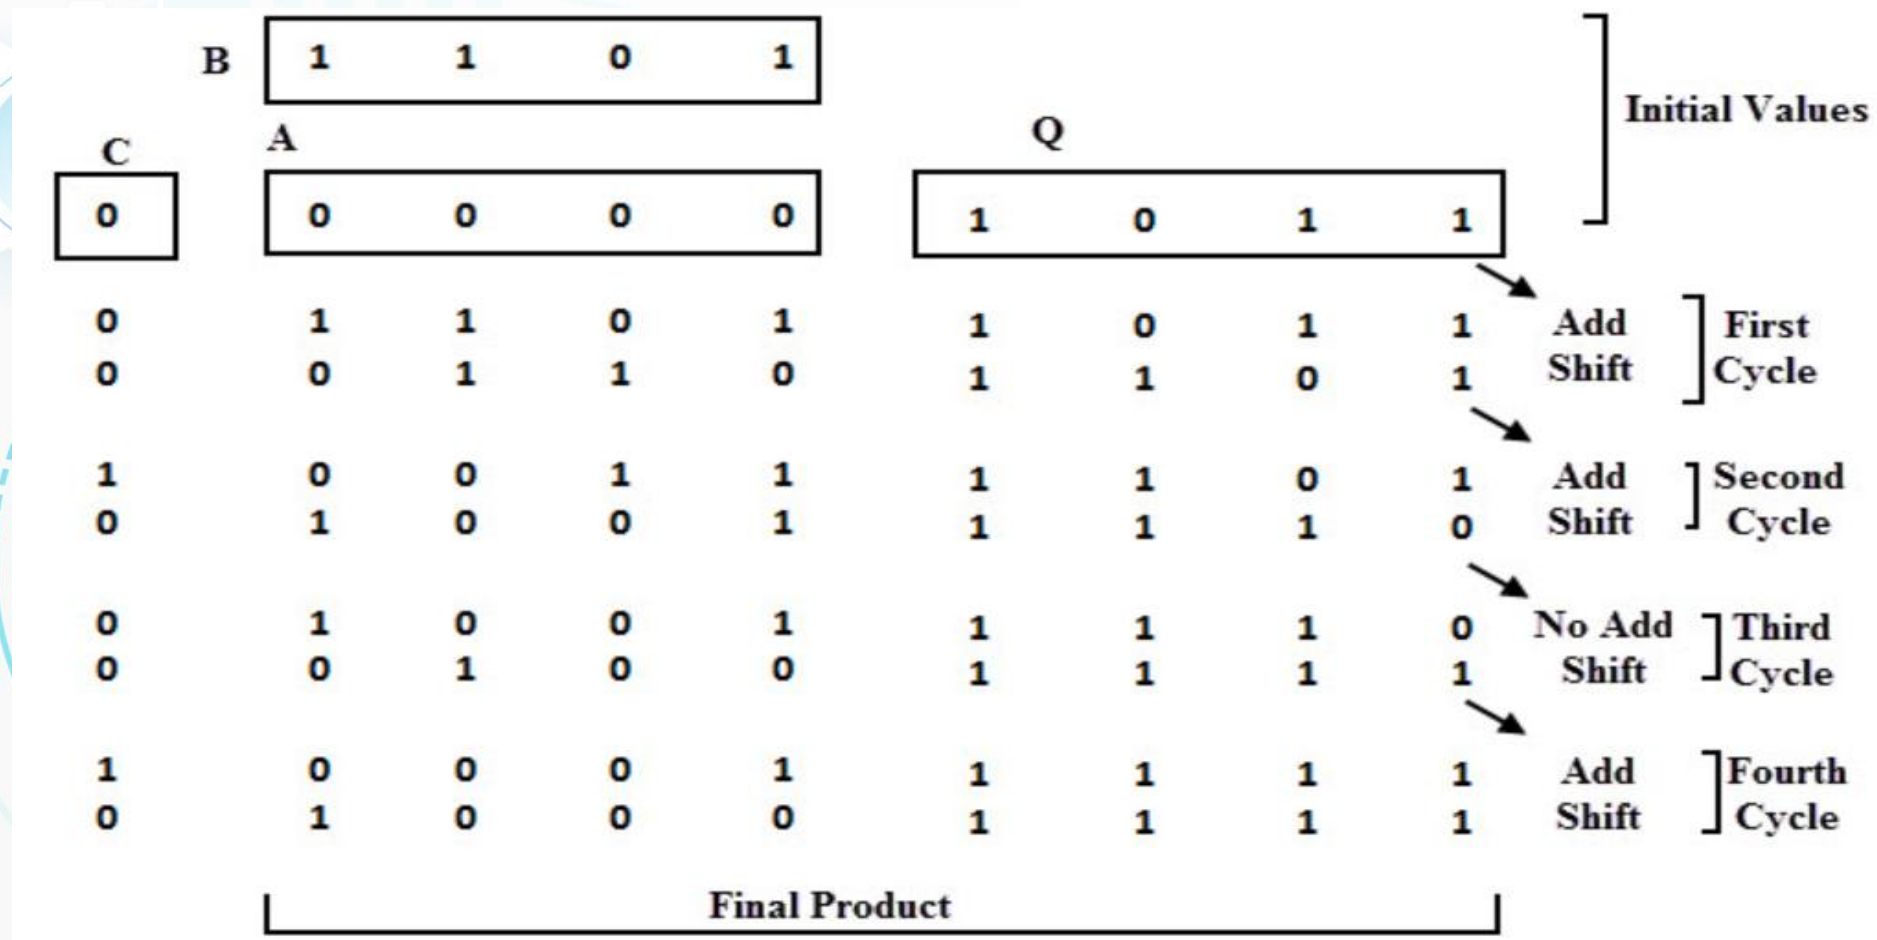 B 1 1 0 1
Initial Values
C A Q
0 0 0 0 0 1 0 1 1
0 1 1 0 1 1 0 1 1 Add First
0 0 1 1 0 1 1 0 1 Shift Cycle
1 0 0 1 1 1 1 0 1 Add Second
0 1 0 0 1 1 1 1 0 Shift Cycle
0 1 0 0 1 1 1 1 0 No Add Third
0 0 1 0 0 1 1 1 1 Shift Cycle
1 0 0 0 1 1 1 1 1 Add Fourth
0 1 0 0 0 1 1 1 1 Shift Cycle
Final Product